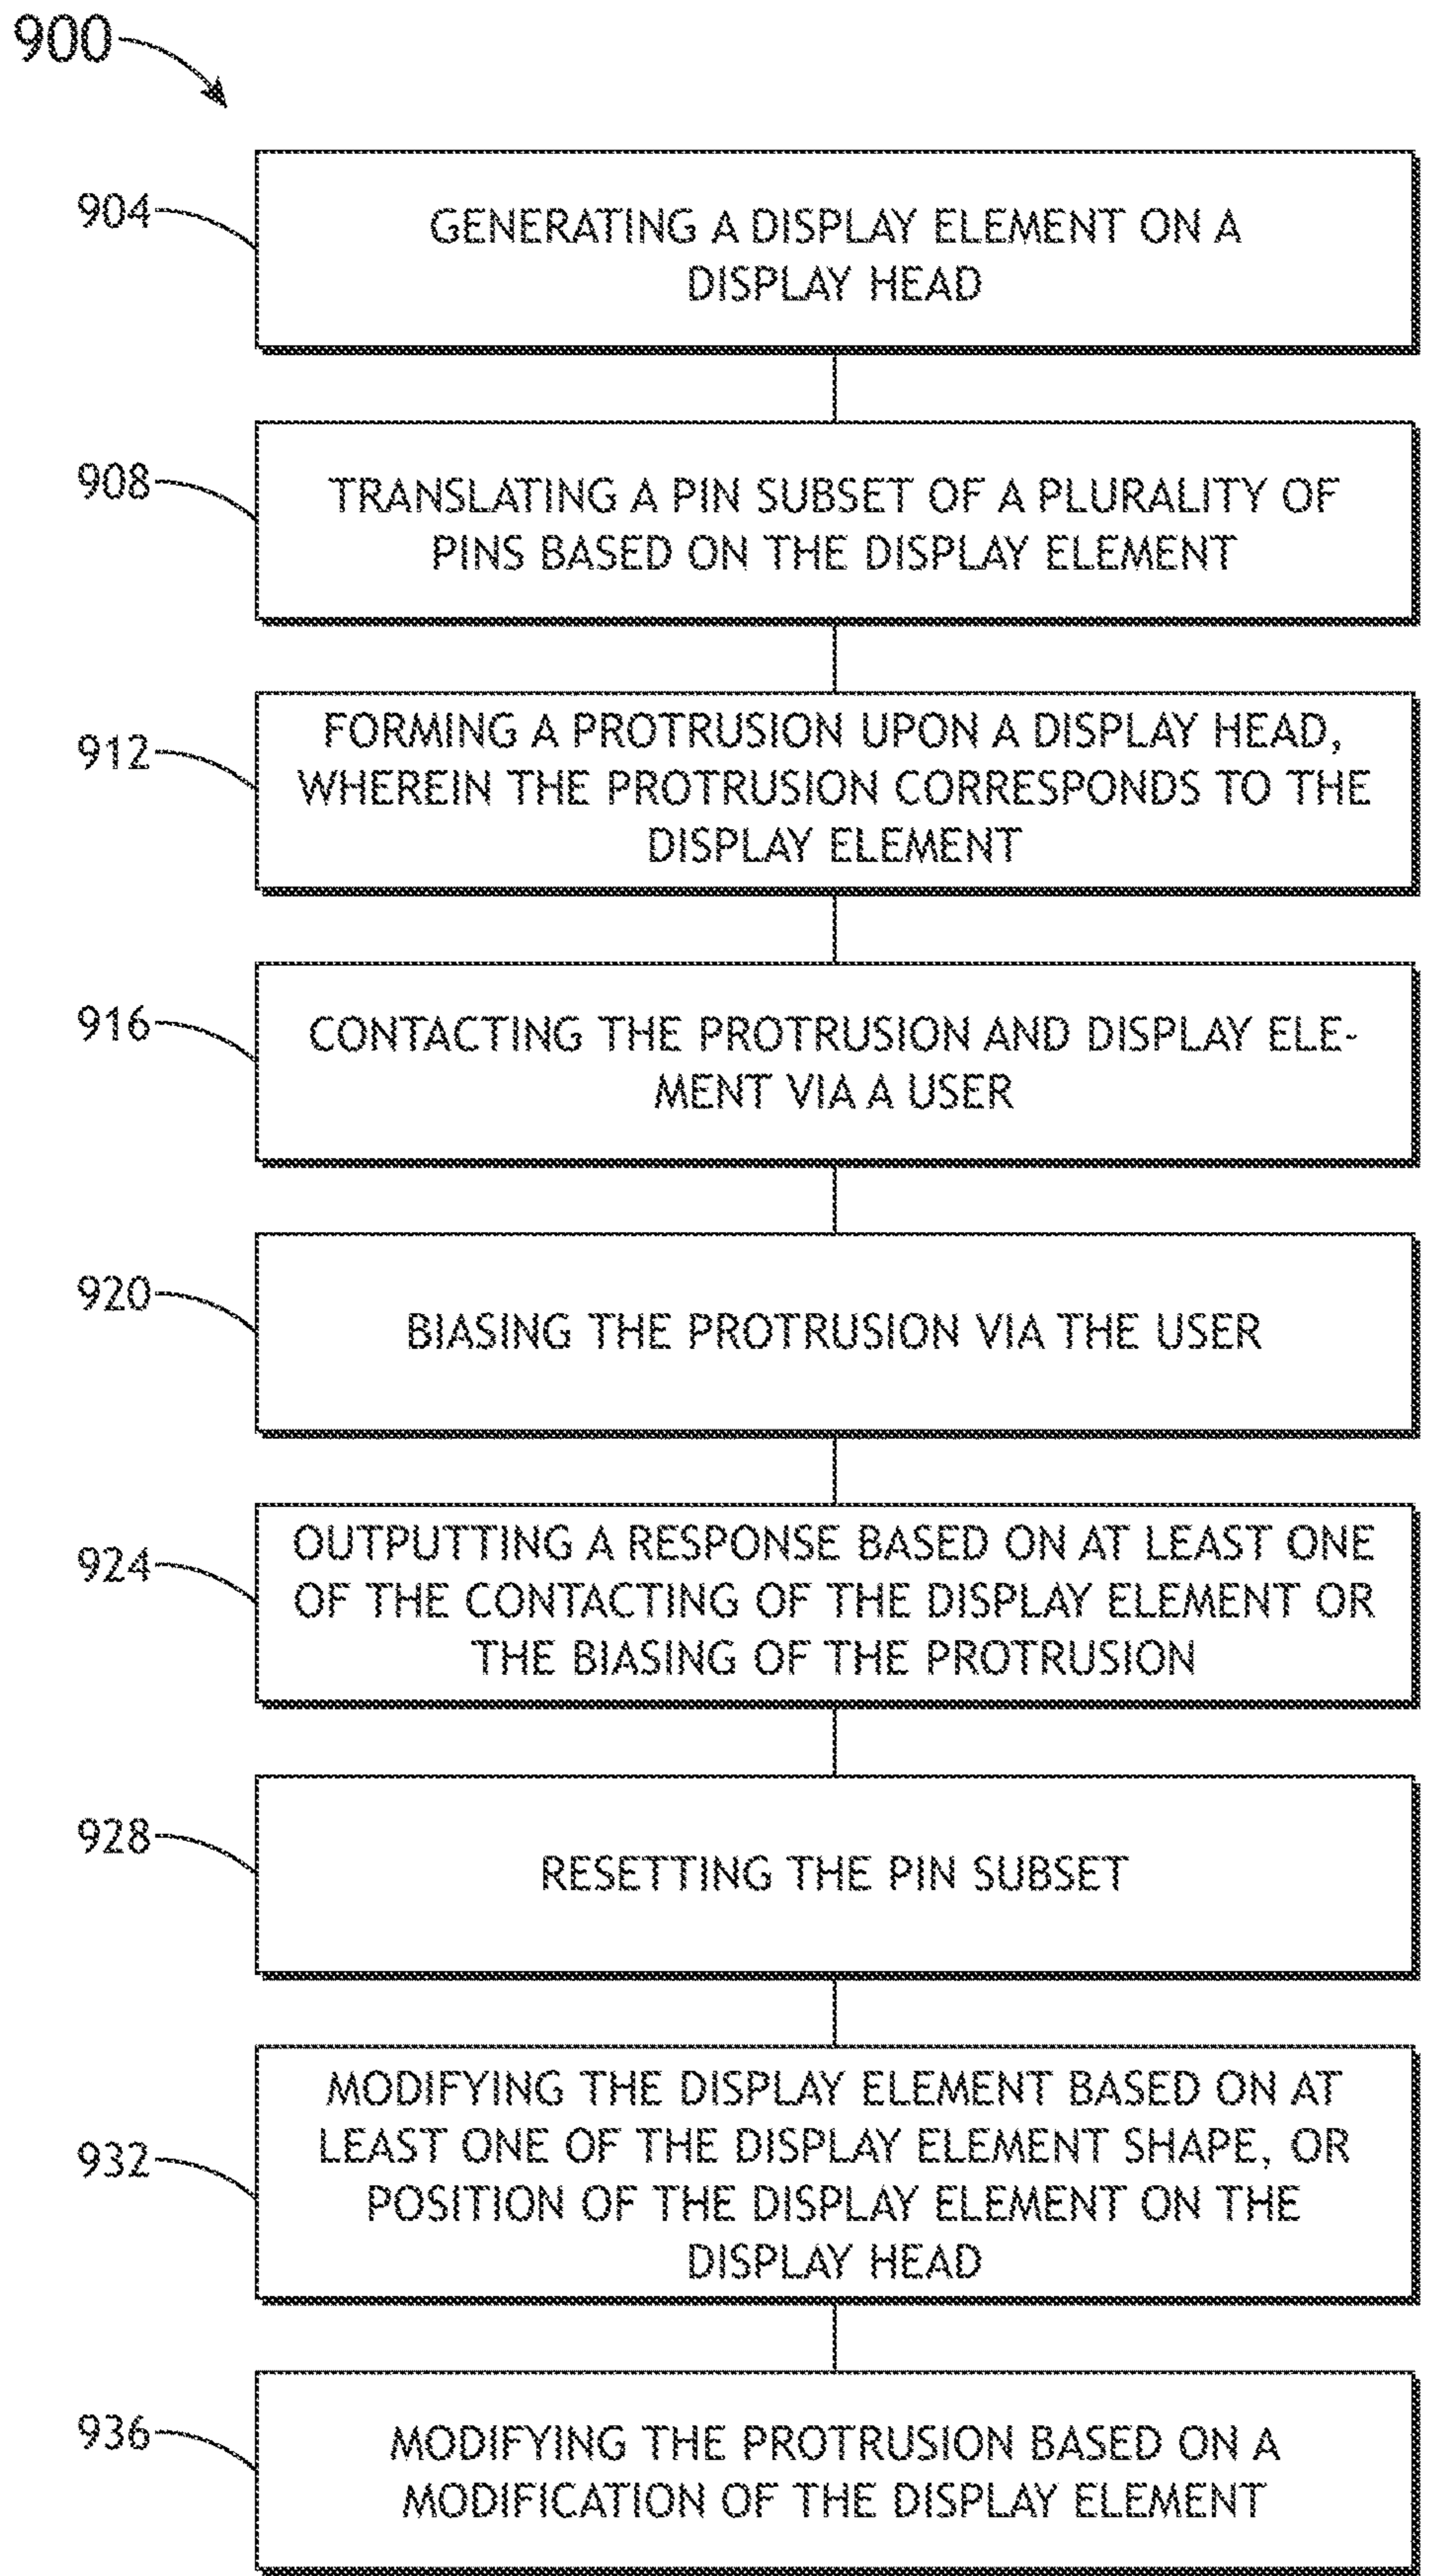 900
904
GENERATING A DISPLAY ELEMENT ON A
DISPLAY HEAD
908
TRANSLATING A PIN SUBSET OF A PLURALITY OF
PINS BASED ON THE DISPLAY ELEMENT
912
FORMING A PROTRUSION UPON A DISPLAY HEAD,
WHEREIN THE PROTRUSION CORRESPONDS TO THE
DISPLAY ELEMENT
916
CONTACTING THE PROTRUSION AND DISPLAY ELE-
MENT VIA A USER
920
BIASING THE PROTRUSION VIA THE USER
924
OUTPUTTING A RESPONSE BASED ON AT LEAST ONE
OF THE CONTACTING OF THE DISPLAY ELEMENT OR
THE BIASING OF THE PROTRUSION
928
RESETTING THE PIN SUBSET
932
MODIFYING THE DISPLAY ELEMENT BASED ON AT
LEAST ONE OF THE DISPLAY ELEMENT SHAPE, OR
POSITION OF THE DISPLAY ELEMENT ON THE
DISPLAY HEAD
936
MODIFYING THE PROTRUSION BASED ON A
MODIFICATION OF THE DISPLAY ELEMENT